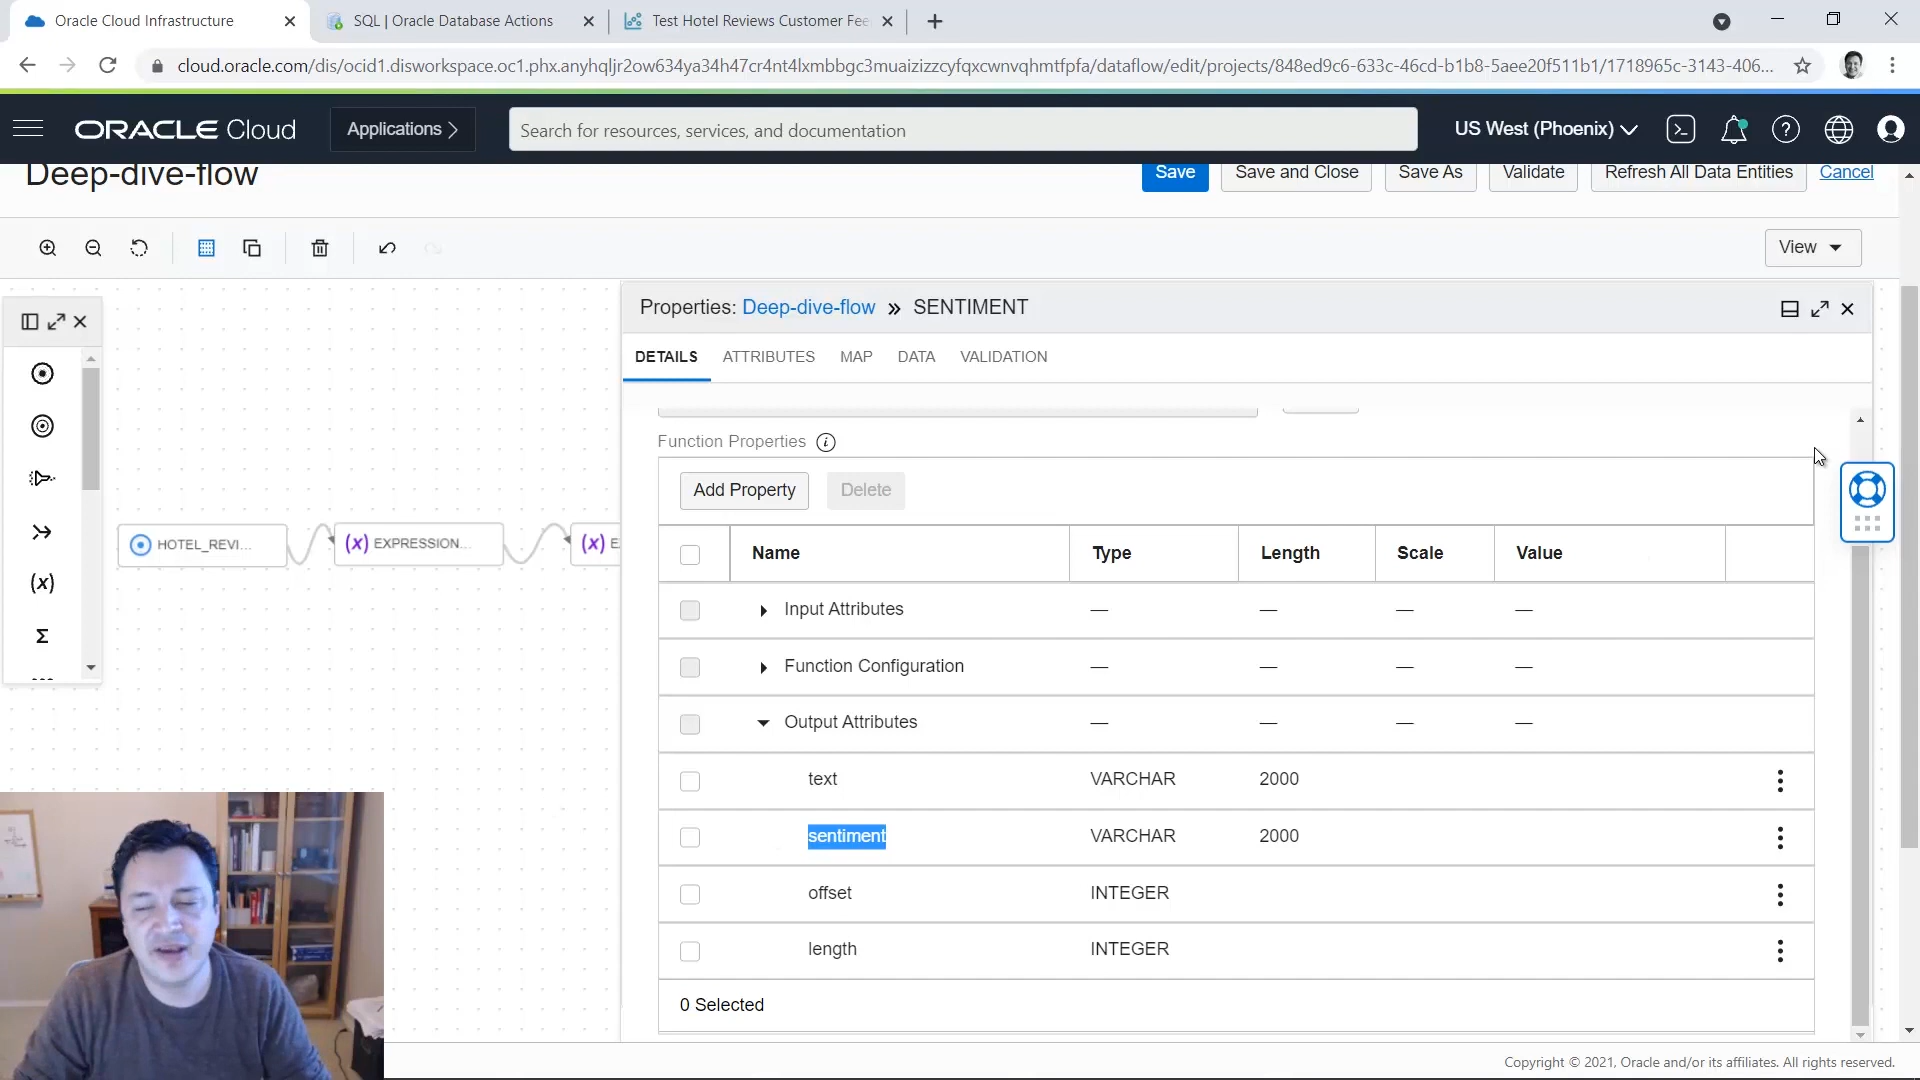 Oracle Cloud Infrastructure
SQL | Oracle Database Actions
Test Hotel Reviews Customer Fee
cloud.oracle.com/dis/ocid1.disworkspace.oc1.phx.anyhqljr2ow634ya34h47cr4nt4lxmbbgc3muaizizzcyfqxcwnvqhmtfpfa/dataflow/edit/projects/848ed9c6-633c-46cd-b1b8-5aee20f511b1/1718965c-3143-406...
ORACLE Cloud
Applications
Search for resources, services, and documentation
US West (Phoenix)
Deep-dive-flow
Save
Save and Close
Save As
Validate
Refresh All Data Entities
Cancel
View
Properties: Deep-dive-flow » SENTIMENT
DETAILS ATTRIBUTES MAP DATA VALIDATION
Function Properties
Add Property
Delete
HOTEL_REVI...
(x) EXPRESSION...
(x) E
(x)
Σ
Name Type Length Scale Value
Input Attributes — — — —
Function Configuration — — — —
Output Attributes — — — —
text VARCHAR 2000
sentiment VARCHAR 2000
offset INTEGER
length INTEGER
0 Selected
Copyright © 2021, Oracle and/or its affiliates. All rights reserved.